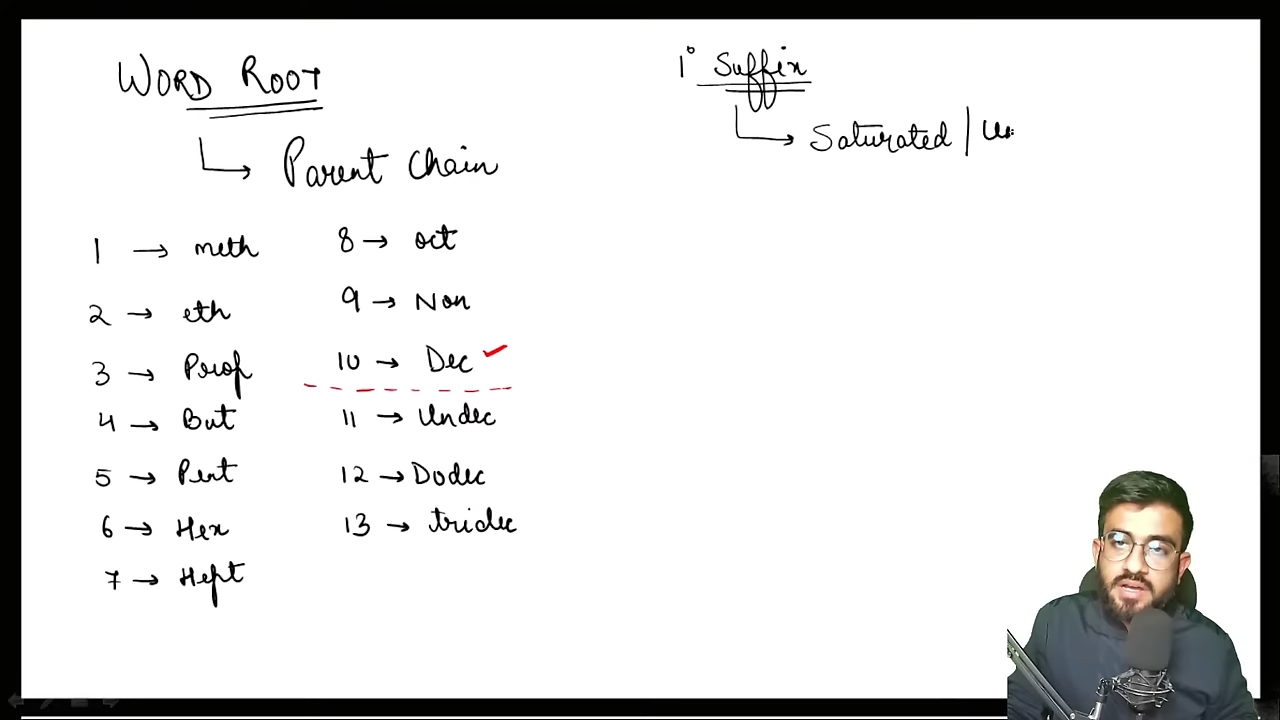 WORD ROOT
Parent Chain
1 → meth
2 → eth
3 → Prop
4 → But
5 → Pent
6 → Hex
7 → Hept
8 → oct
9 → Non
10 → Dec ✓
11 → Undec
12 → Dodec
13 → tridec
1° Suffix
Saturated | Un